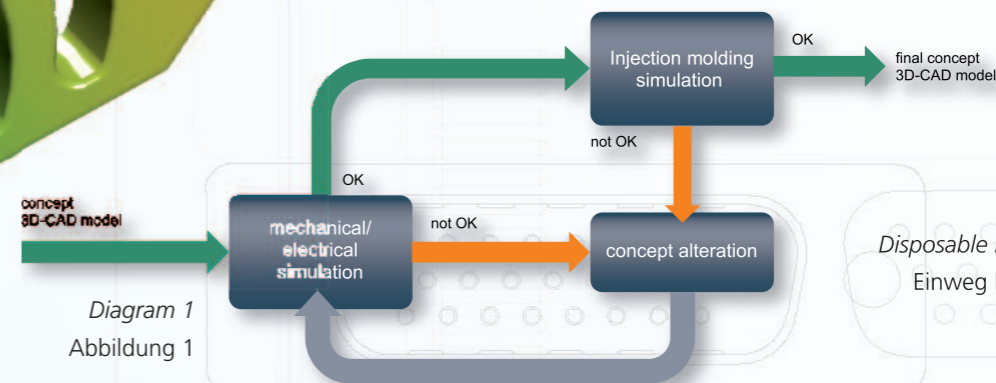 Injection molding
simulation
OK
final concept
3D-CAD model
not OK
OK
concept
3D-CAD model
mechanical/
electrical
simulation
not OK
concept alteration
Disposable
Einweg
Diagram 1
Abbildung 1